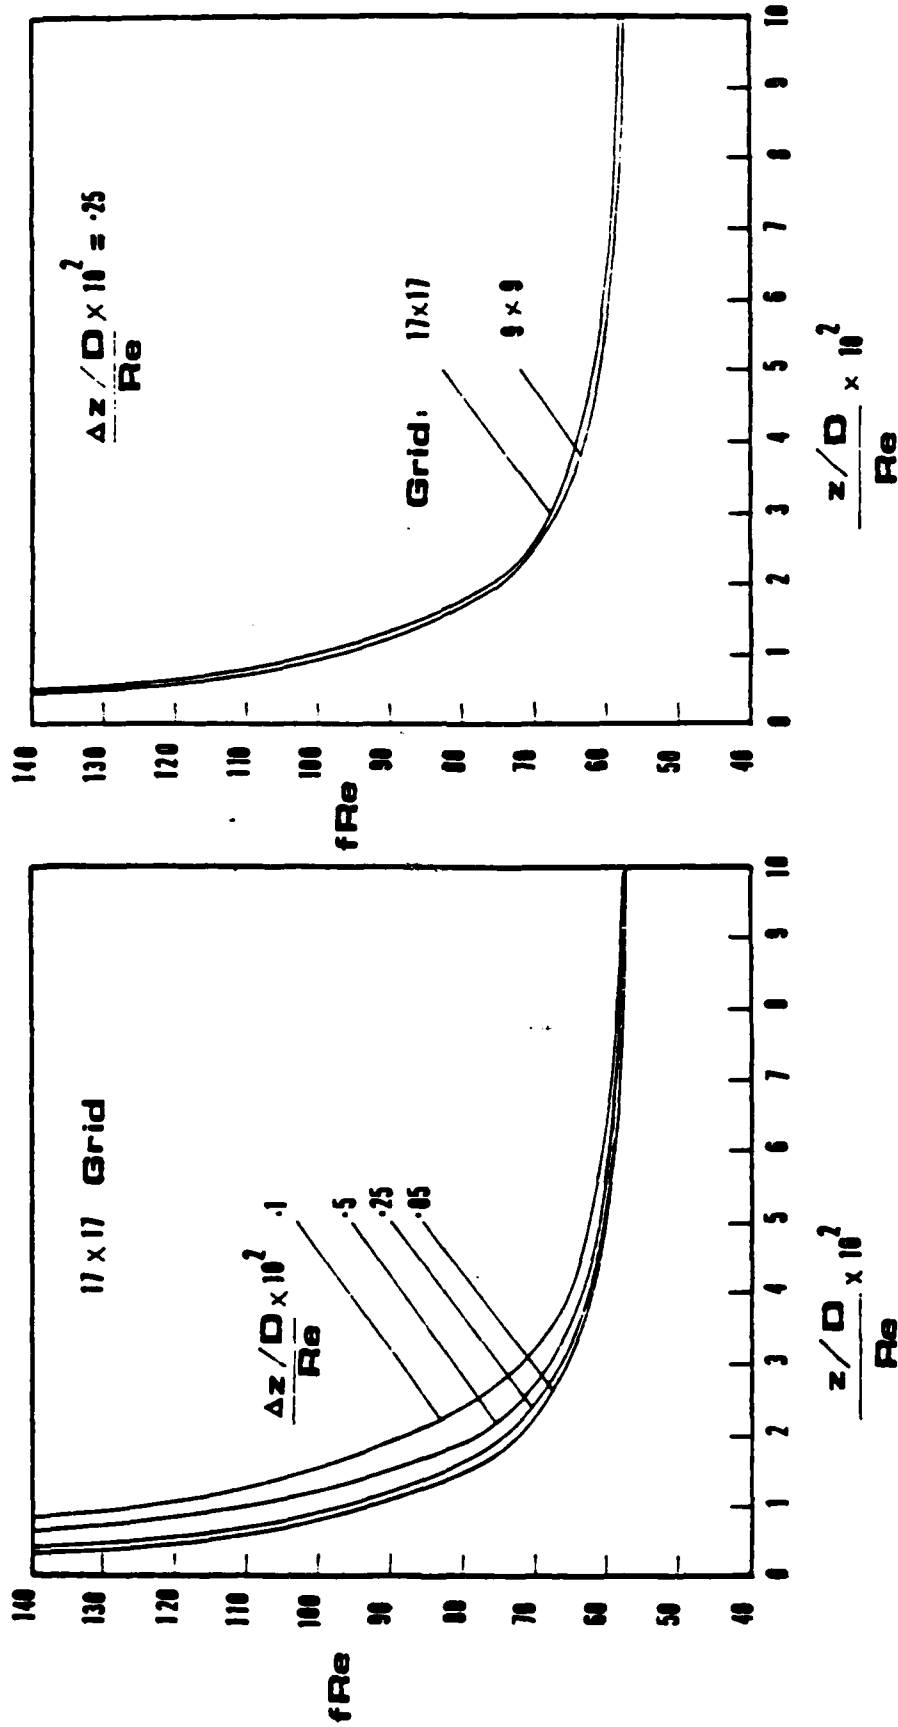 17 x 17 Grid
Δz/D x 10²
Re
.1
.5
.25
.05
fRe
140
130
120
110
100
90
80
70
60
50
40
0 1 2 3 4 5 6 7 8 9 10
z/D x 10²
Re
Δz/D x 10² = .25
Re
Grid:
17x17
9 x 9
fRe
140
130
120
110
100
90
80
70
60
50
40
0 1 2 3 4 5 6 7 8 9 10
z/D x 10²
Re